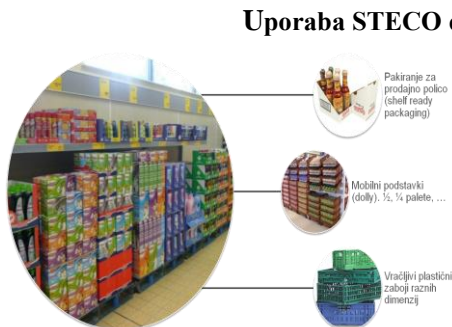 Uporaba STECO
Pakiranje za
prodajno polico
(shelf ready
packaging)
Mobilni podstavki
(dolly). ½, ¼ palete, ...
Vračljivi plastični
zaboji raznih
dimenzij